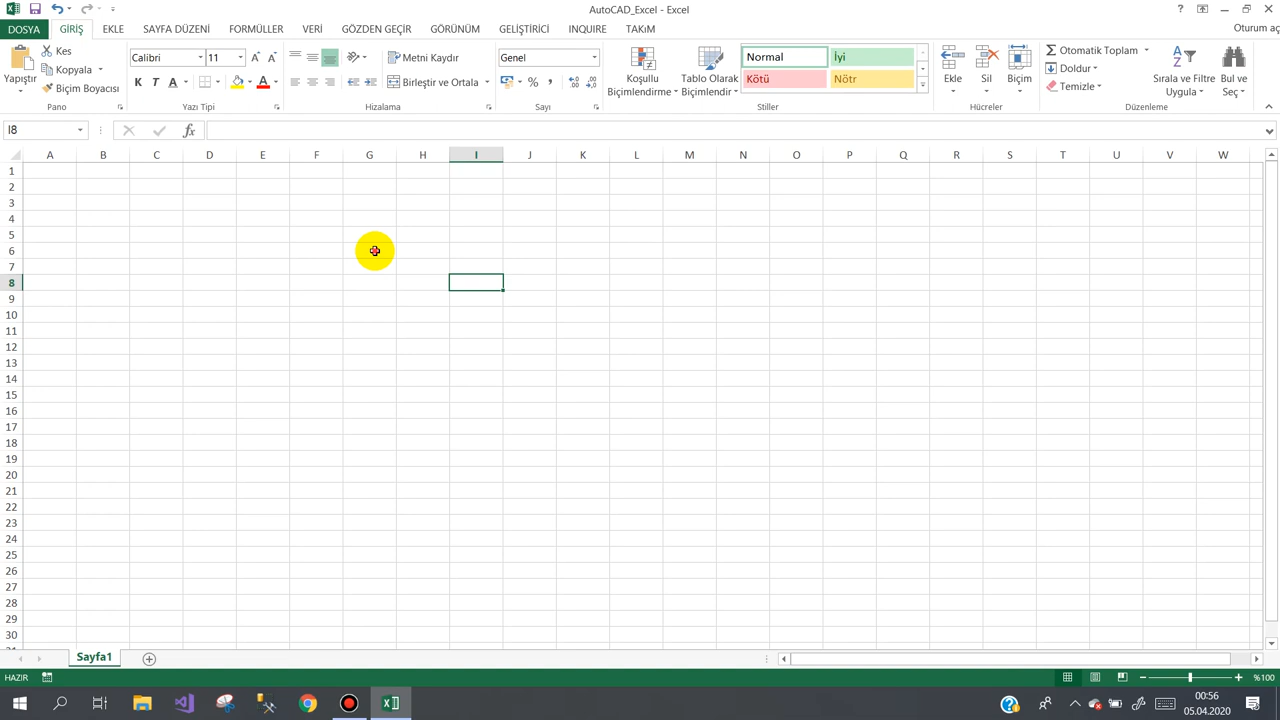 AutoCAD_Excel - Excel
DOSYA GİRİŞ EKLE SAYFA DÜZENİ FORMÜLLER VERİ GÖZDEN GEÇİR GÖRÜNÜM GELİŞTİRİCİ INQUIRE TAKıM Oturum aç
Yapıştır
Kes
Kopyala
Biçim Boyacısı
Pano
Calibri 11
K T A
Yazı Tipi
Metni Kaydır
Birleştir ve Ortala
Hizalama
Genel
%
Sayı
Koşullu Biçimlendirme
Tablo Olarak Biçimlendir
Normal İyi
Kötü Nötr
Stiller
Ekle Sil Biçim
Hücreler
Otomatik Toplam
Doldur
Temizle
Sırala ve Filtre Uygula
Bul ve Seç
Düzenleme
I8 fx
A B C D E F G H I J K L M N O P Q R S T U V W
1
2
3
4
5
6
7
8
9
10
11
12
13
14
15
16
17
18
19
20
21
22
23
24
25
26
27
28
29
30
Sayfa1
HAZIR %100
00:56
05.04.2020